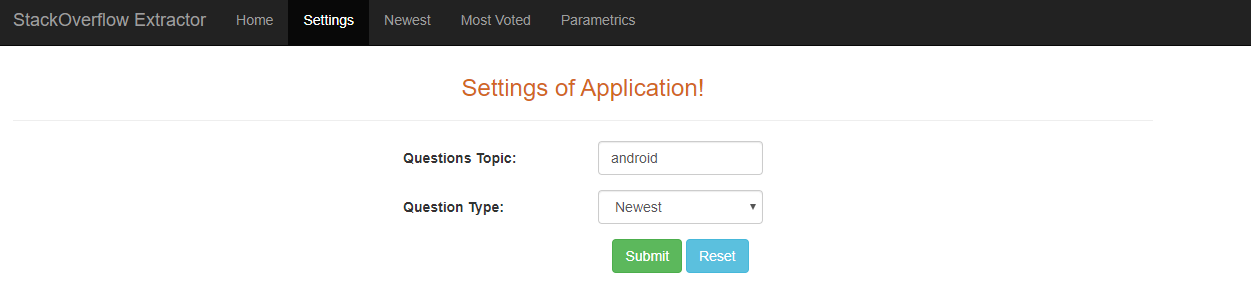 StackOverflow Extractor Home Settings Newest Most Voted Parametrics
Settings of Application!
Questions Topic: android
Question Type: Newest
Submit Reset